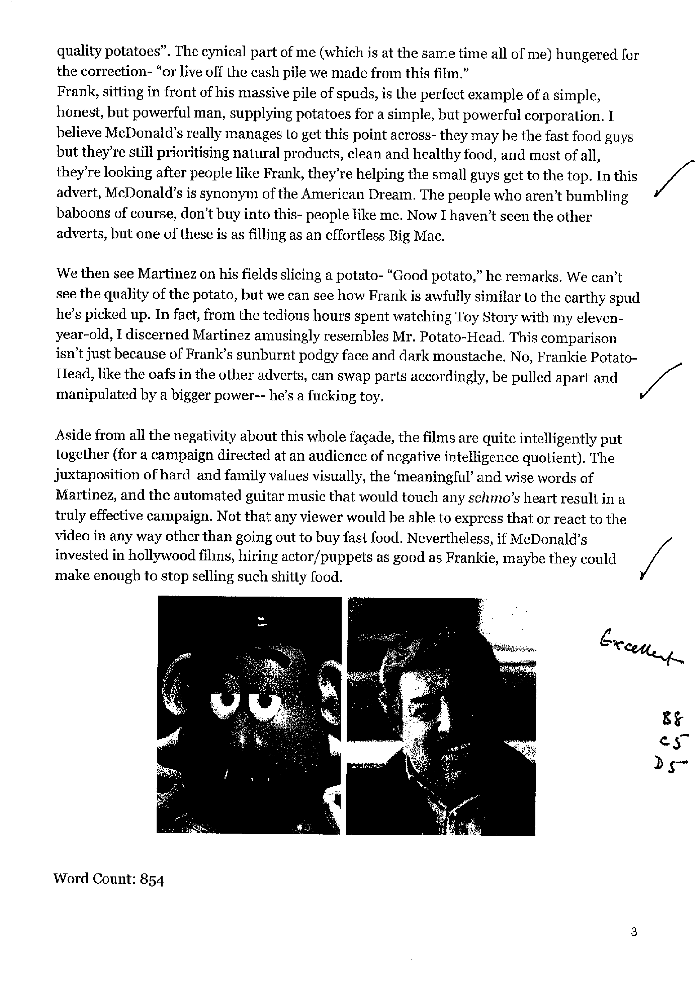 quality potatoes”. The cynical part of me (which is at the same time all of me) hungered for
the correction- “or live off the cash pile we made from this film.”
Frank, sitting in front of his massive pile of spuds, is the perfect example of a simple,
honest, but powerful man, supplying potatoes for a simple, but powerful corporation. I
believe McDonald’s really manages to get this point across- they may be the fast food guys
but they’re still prioritising natural products, clean and healthy food, and most of all,
they’re looking after people like Frank, they’re helping the small guys get to the top. In this
advert, McDonald’s is synonym of the American Dream. The people who aren’t bumbling
baboons of course, don’t buy into this- people like me. Now I haven’t seen the other
adverts, but one of these is as filling as an effortless Big Mac.
We then see Martinez on his fields slicing a potato- “Good potato,” he remarks. We can’t
see the quality of the potato, but we can see how Frank is awfully similar to the earthy spud
he’s picked up. In fact, from the tedious hours spent watching Toy Story with my eleven-
year-old, I discerned Martinez amusingly resembles Mr. Potato-Head. This comparison
isn’t just because of Frank’s sunburnt podgy face and dark moustache. No, Frankie Potato-
Head, like the oafs in the other adverts, can swap parts accordingly, be pulled apart and
manipulated by a bigger power-- he’s a fucking toy.
Aside from all the negativity about this whole façade, the films are quite intelligently put
together (for a campaign directed at an audience of negative intelligence quotient). The
juxtaposition of hard  and family values visually, the ‘meaningful’ and wise words of
Martinez, and the automated guitar music that would touch any schmo’s heart result in a
truly effective campaign. Not that any viewer would be able to express that or react to the
video in any way other than going out to buy fast food. Nevertheless, if McDonald’s
invested in hollywood films, hiring actor/puppets as good as Frankie, maybe they could
make enough to stop selling such shitty food.
Excellent
B8
C5
D5
Word Count: 854
3